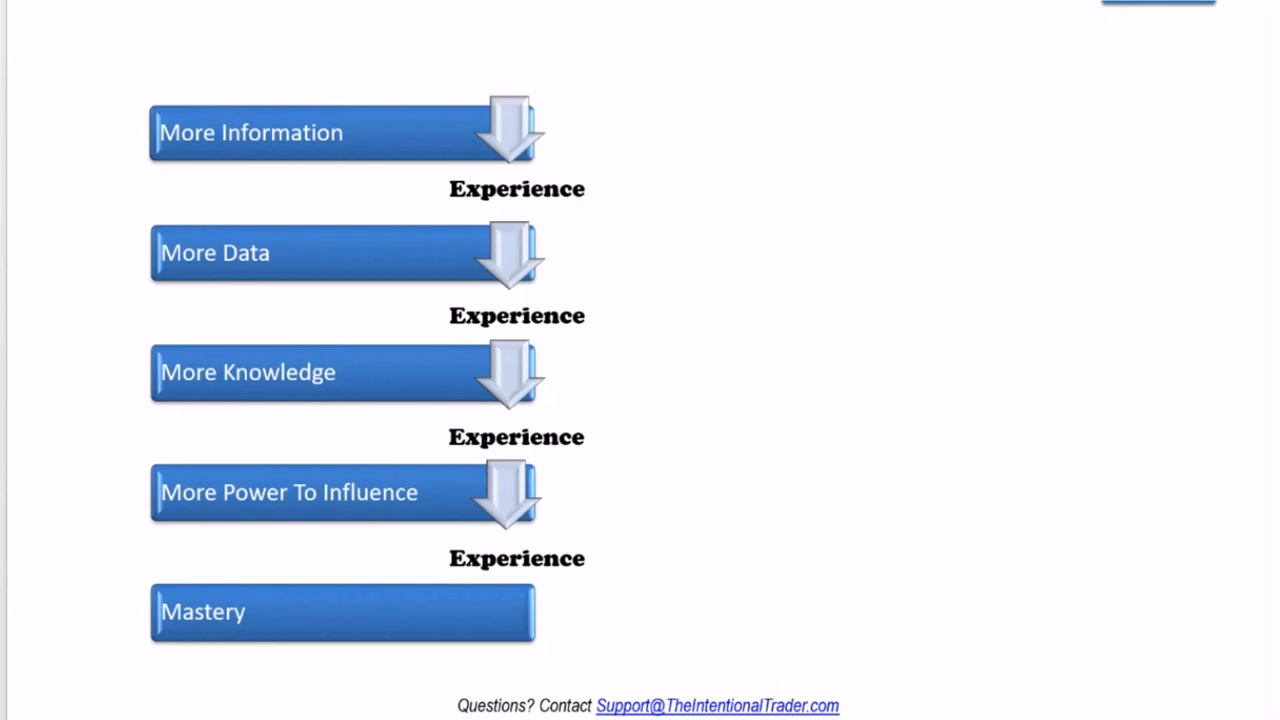 More Information
Experience
More Data
Experience
More Knowledge
Experience
More Power To Influence
Experience
Mastery
Questions? Contact Support@TheIntentionalTrader.com